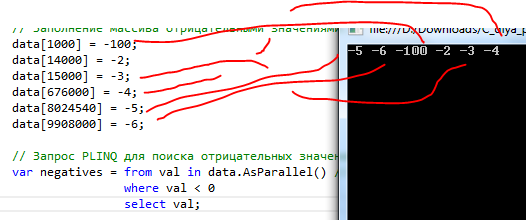 // Заполнение массива отрицательными значениями
data[1000] = -100;
data[14000] = -2;
data[15000] = -3;
data[676000] = -4;
data[8024540] = -5;
data[9908000] = -6;
// Запрос PLINQ для поиска отрицательных значен
var negatives = from val in data.AsParallel() /
where val < 0
select val;
file:///D:/Downloads/C_dlya_p
-5 -6 -100 -2 -3 -4